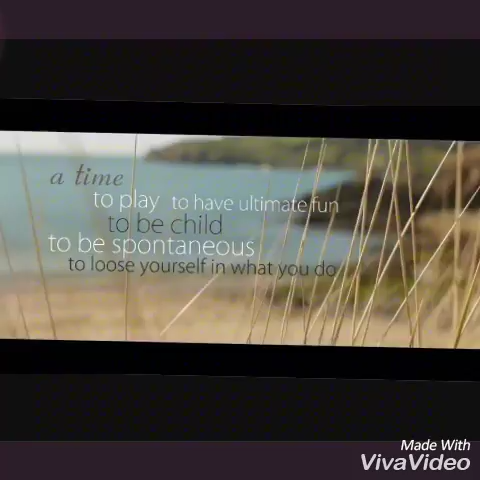 a time
to play to have ultimate fun
to be child
to be spontaneous
to loose yourself in what you do
Made With
VivaVideo